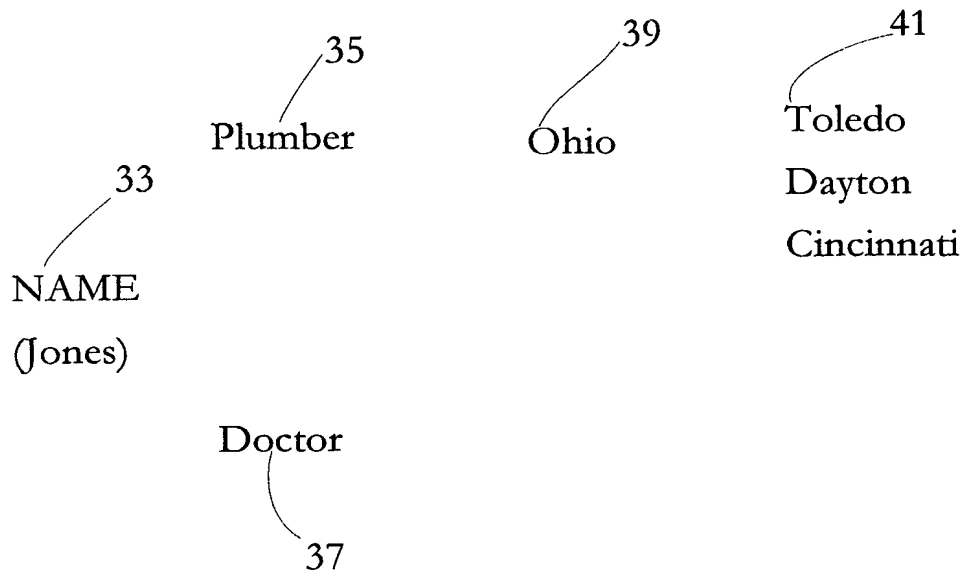 35
39
41
Plumber
Ohio
Toledo
Dayton
Cincinnati
33
NAME
(Jones)
Doctor
37